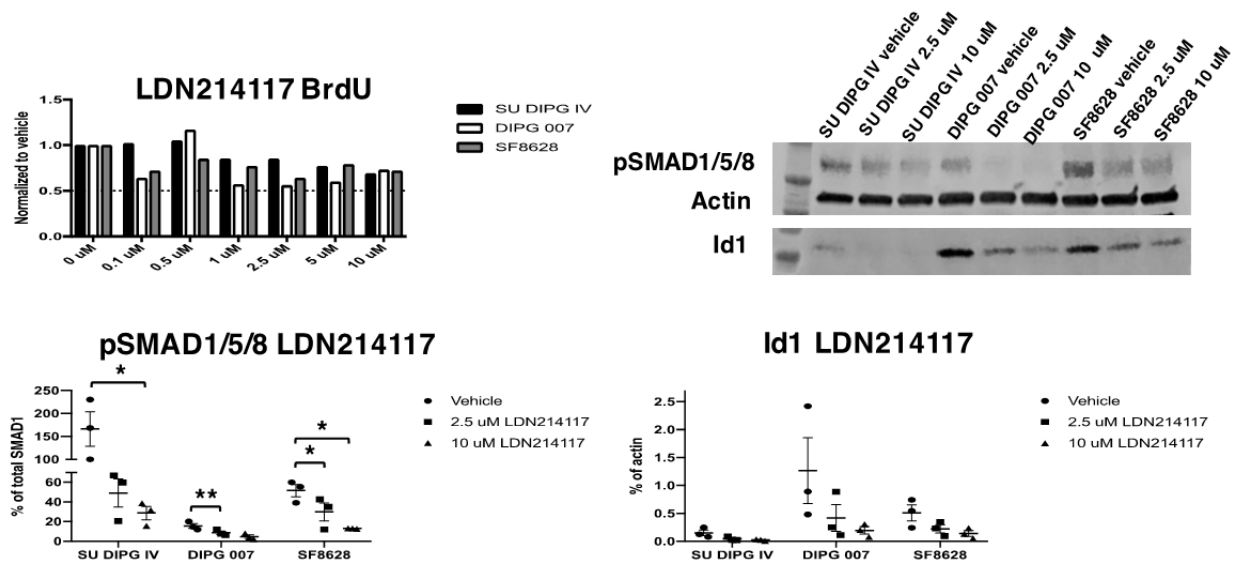 LDN214117 BrdU
Normalized to vehicle
1.5
1.0
0.5
0.0
0 uM
0.1 uM
0.5 uM
1 uM
2.5 uM
5 uM
10 uM
SU DIPG IV
DIPG 007
SF8628
SU DIPG IV vehicle
SU DIPG IV 2.5 uM
SU DIPG IV 10 uM
DIPG 007 vehicle
DIPG 007 2.5 uM
DIPG 007 10 uM
SF8628 vehicle
SF8628 2.5 uM
SF8628 10 uM
pSMAD1/5/8
Actin
Id1
pSMAD1/5/8 LDN214117
% of total SMAD1
250
200
150
100
60
40
20
0
*
**
*
*
SU DIPG IV
DIPG 007
SF8628
Vehicle
2.5 uM LDN214117
10 uM LDN214117
Id1 LDN214117
% of actin
2.5
2.0
1.5
1.0
0.5
0.0
SU DIPG IV
DIPG 007
SF8628
Vehicle
2.5 uM LDN214117
10 uM LDN214117